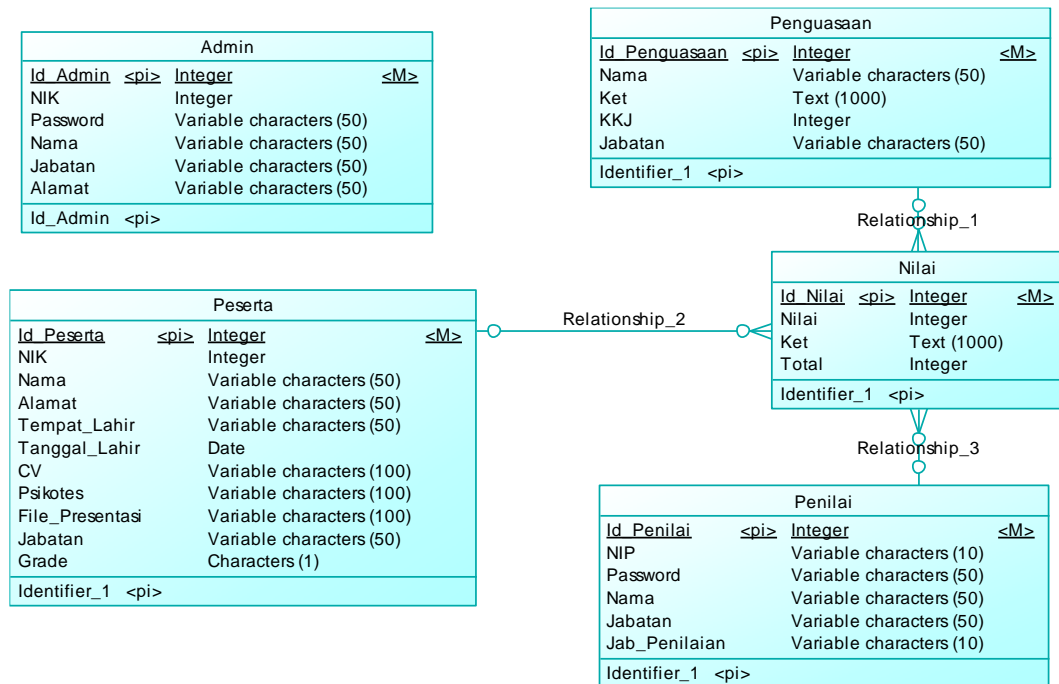 Admin
Id_Admin <pi> Integer <M>
NIK Integer
Password Variable characters (50)
Nama Variable characters (50)
Jabatan Variable characters (50)
Alamat Variable characters (50)
Id_Admin <pi>
Penguasaan
Id_Penguasaan <pi> Integer <M>
Nama Variable characters (50)
Ket Text (1000)
KKJ Integer
Jabatan Variable characters (50)
Identifier_1 <pi>
Relationship_1
Nilai
Id_Nilai <pi> Integer <M>
Nilai Integer
Ket Text (1000)
Total Integer
Identifier_1 <pi>
Relationship_2
Peserta
Id_Peserta <pi> Integer <M>
NIK Integer
Nama Variable characters (50)
Alamat Variable characters (50)
Tempat_Lahir Variable characters (50)
Tanggal_Lahir Date
CV Variable characters (100)
Psikotes Variable characters (100)
File_Presentasi Variable characters (100)
Jabatan Variable characters (50)
Grade Characters (1)
Identifier_1 <pi>
Relationship_3
Penilai
Id_Penilai <pi> Integer <M>
NIP Variable characters (10)
Password Variable characters (50)
Nama Variable characters (50)
Jabatan Variable characters (50)
Jab_Penilaian Variable characters (10)
Identifier_1 <pi>